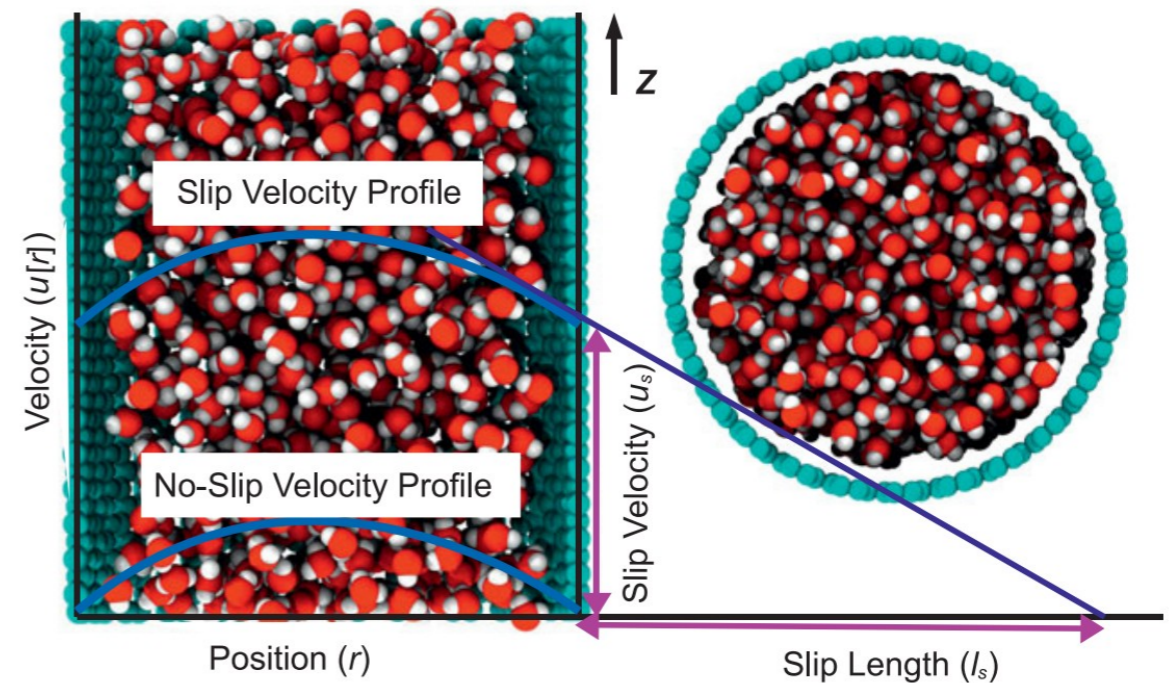 Z
Slip Velocity Profile
Velocity (u[r])
Slip Velocity (uₛ)
No-Slip Velocity Profile
Position (r)
Slip Length (lₛ)